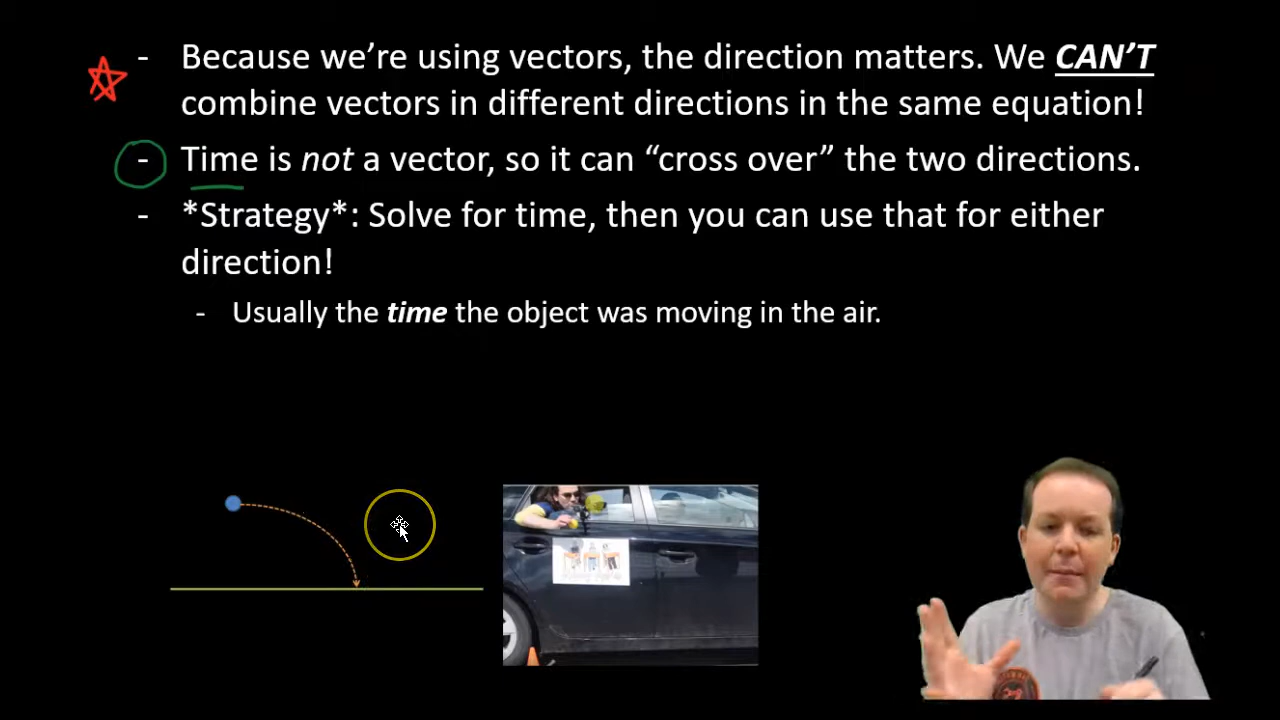 - Because we’re using vectors, the direction matters. We CAN’T
combine vectors in different directions in the same equation!
- Time is not a vector, so it can “cross over” the two directions.
- *Strategy*: Solve for time, then you can use that for either
direction!
- Usually the time the object was moving in the air.